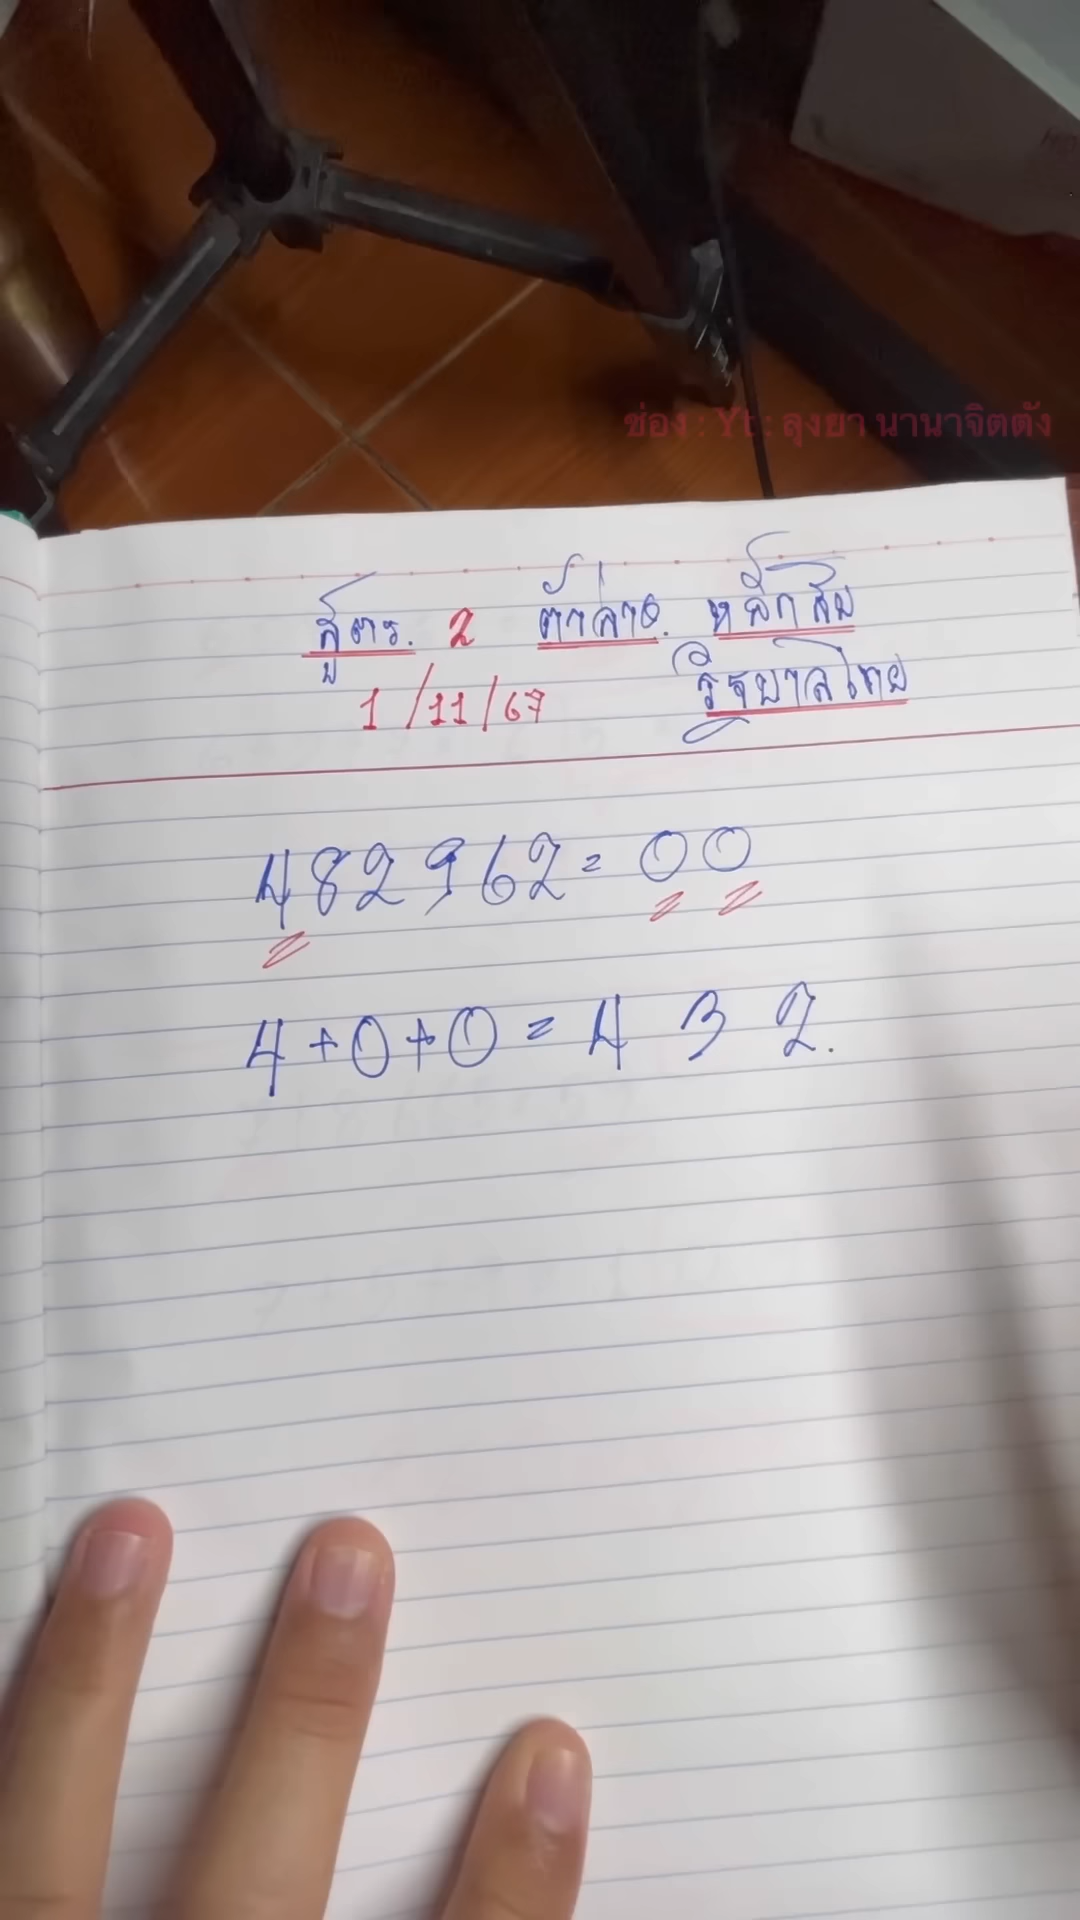 ช่อง : Yt : ลุงยา นานาจิตตัง
สูตร. 2 ตัวล่าง. หลักสิบ
1/11/67 รัฐบาลไทย
482962 = 00
4+0+0 = 4 3 2.